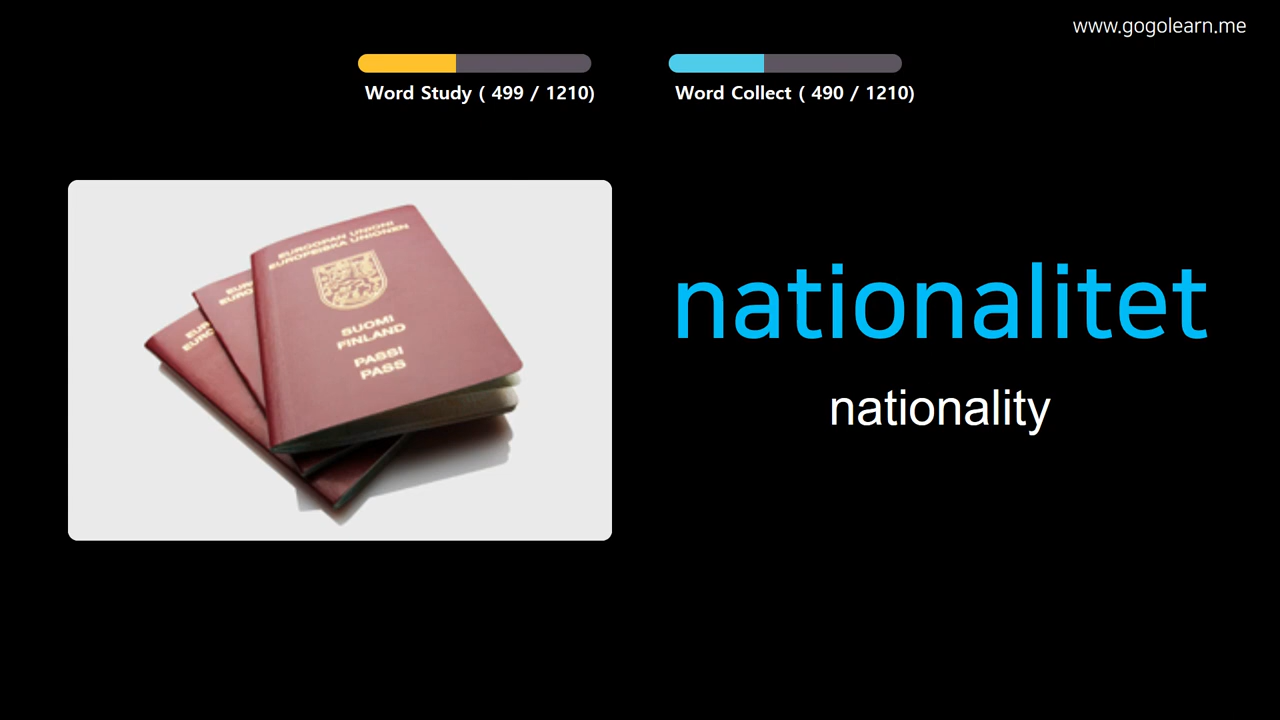 www.gogolearn.me
Word Study ( 499 / 1210)
Word Collect ( 490 / 1210)
EUROOPAN UNIONI
EUROPEISKA UNIONEN
SUOMI
FINLAND
PASSI
PASS
nationalitet
nationality